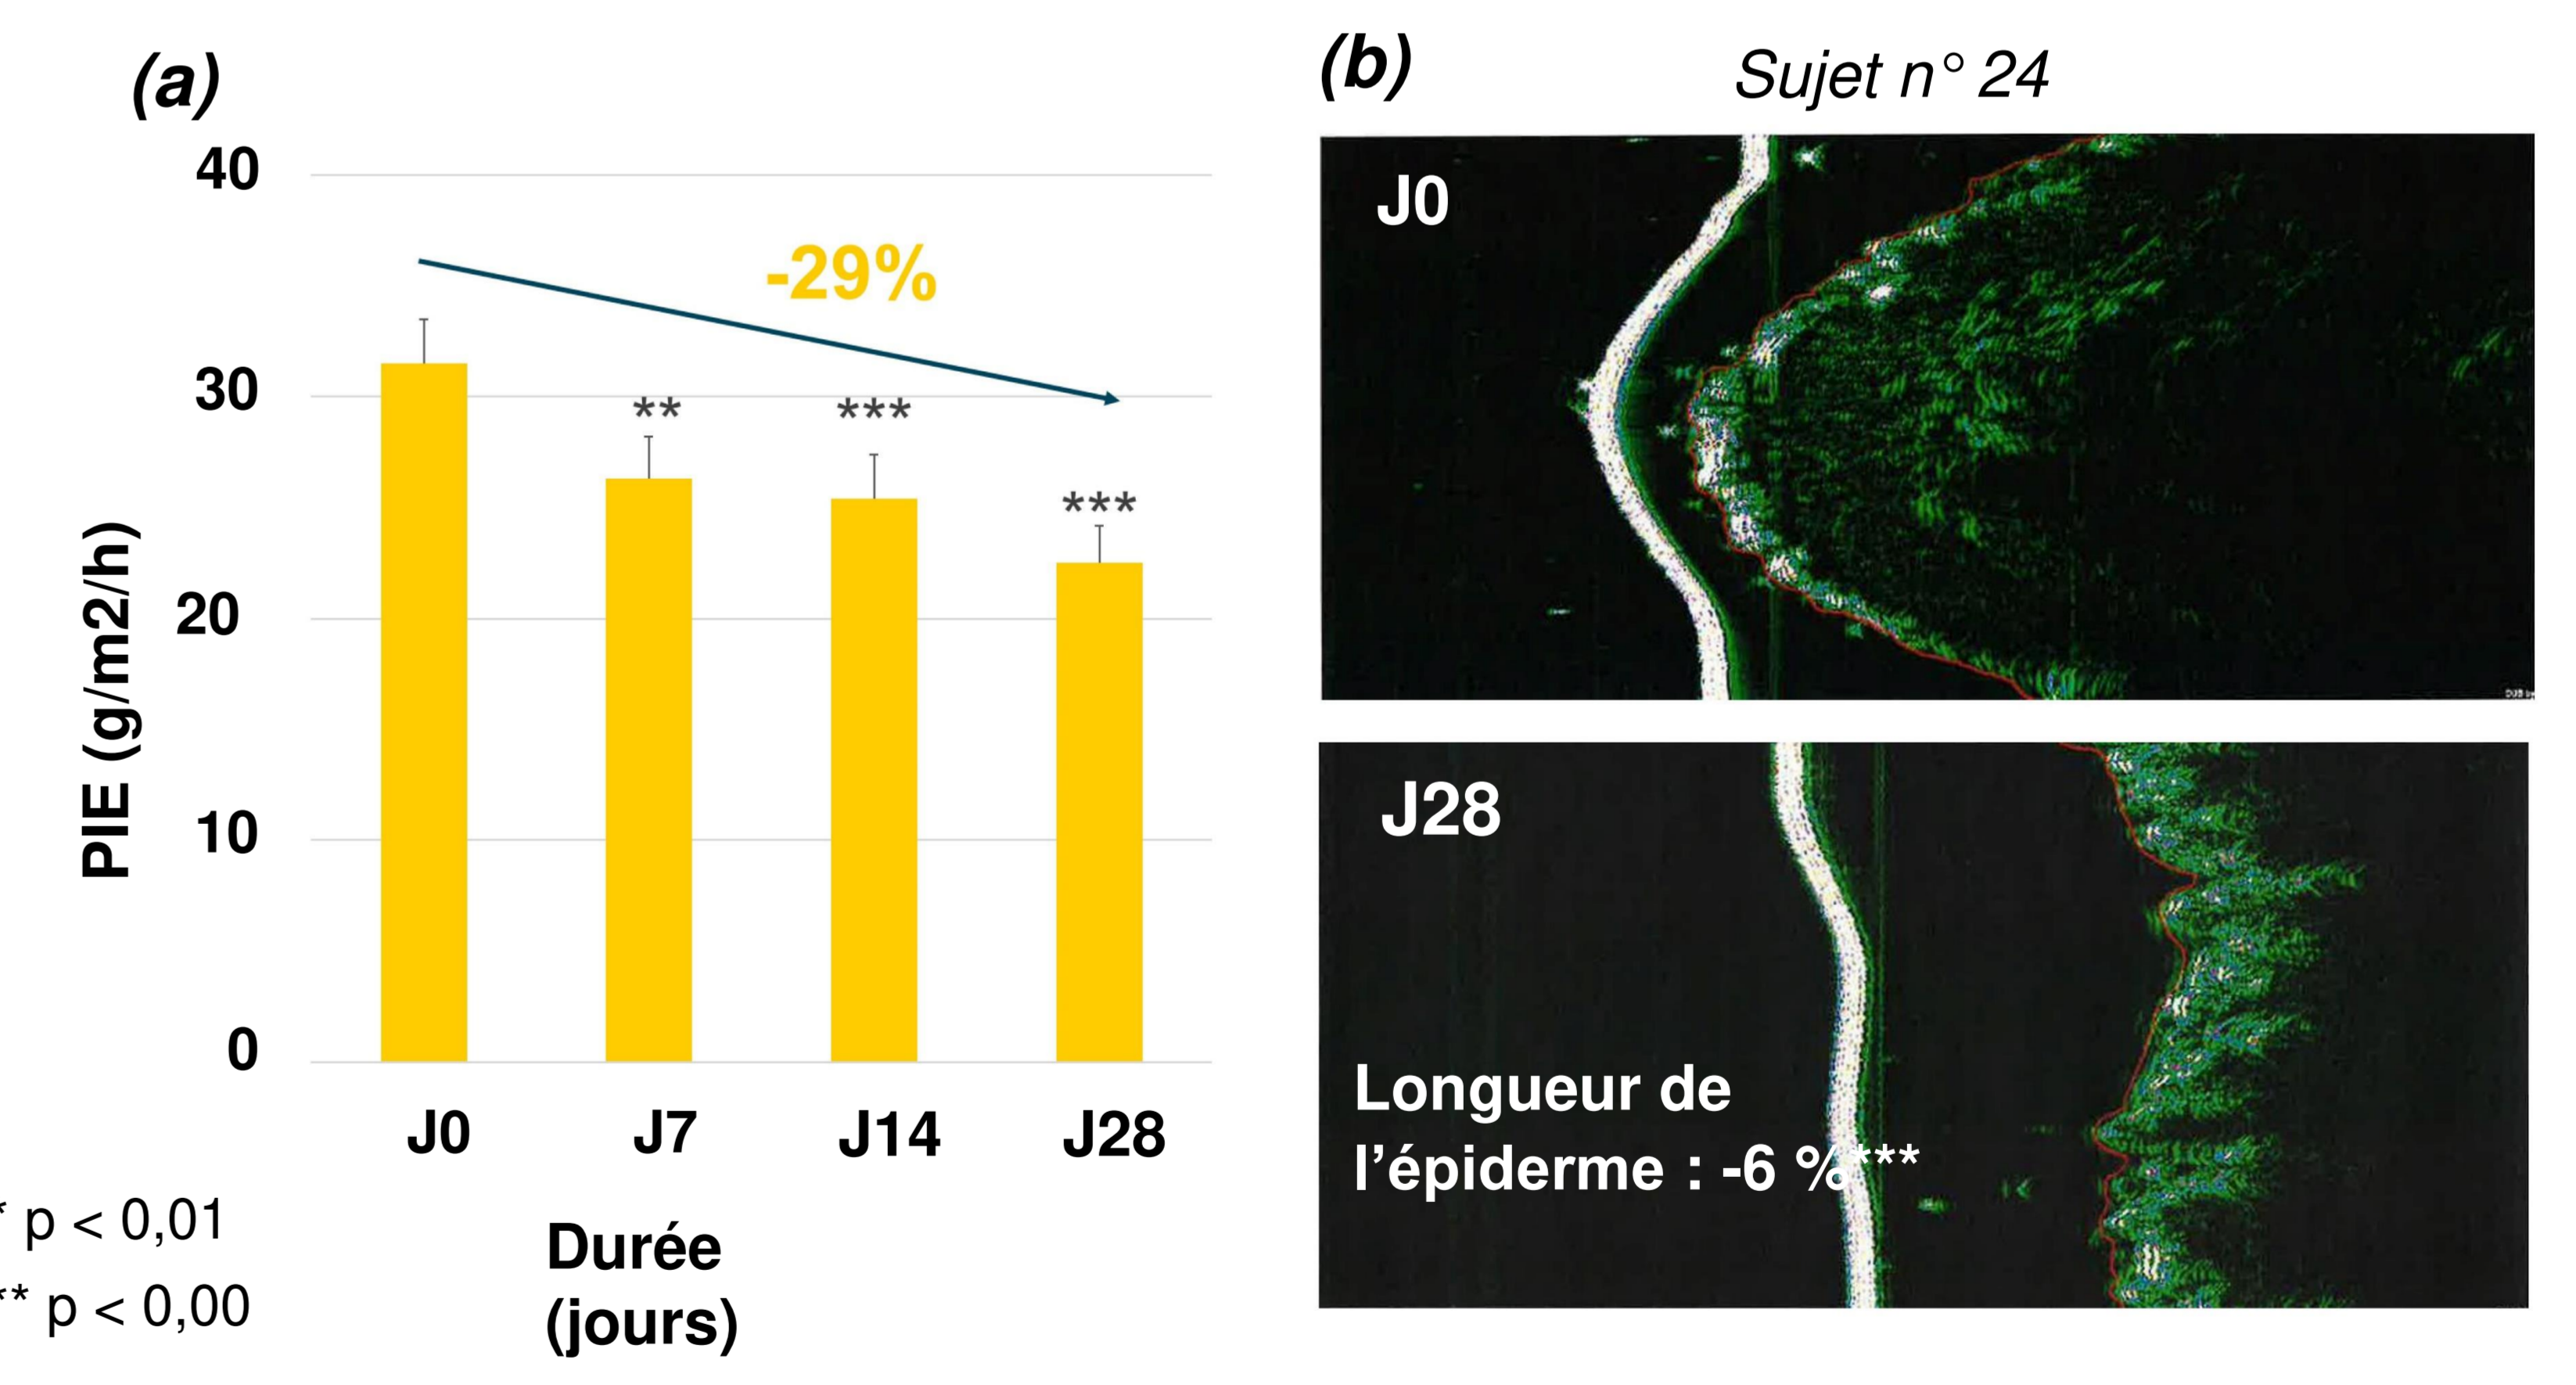 (a)
40
30
20
10
0
-29%
**
***
***
PIE (g/m2/h)
J0 J7 J14 J28
Durée
(jours)
* p < 0,01
** p < 0,00
(b)
Sujet n° 24
J0
J28
Longueur de
l’épiderme : -6 %***